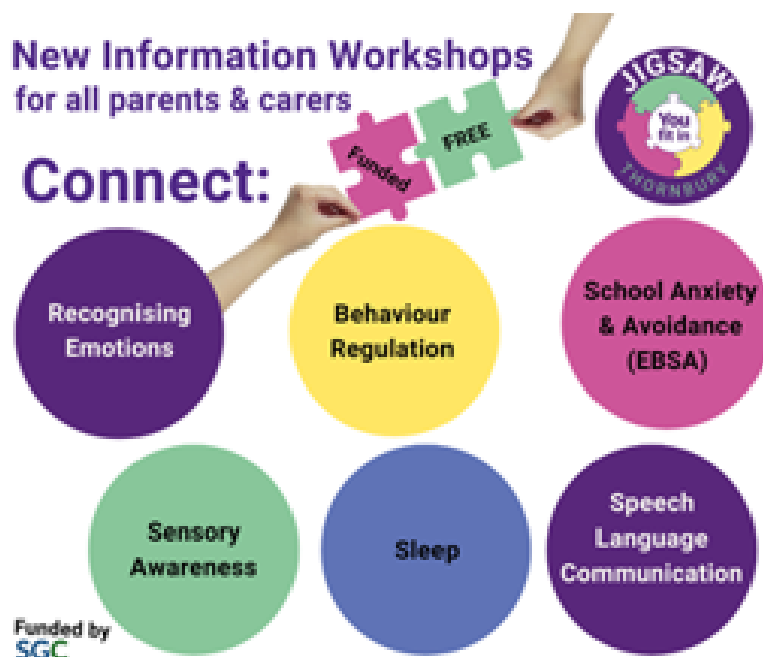 New Information Workshops
for all parents & carers
Funded
FREE
JIGSAW
You
fit in
THORNBURY
Connect:
Recognising
Emotions
Behaviour
Regulation
School Anxiety
& Avoidance
(EBSA)
Sensory
Awareness
Sleep
Speech
Language
Communication
Funded by
SGC